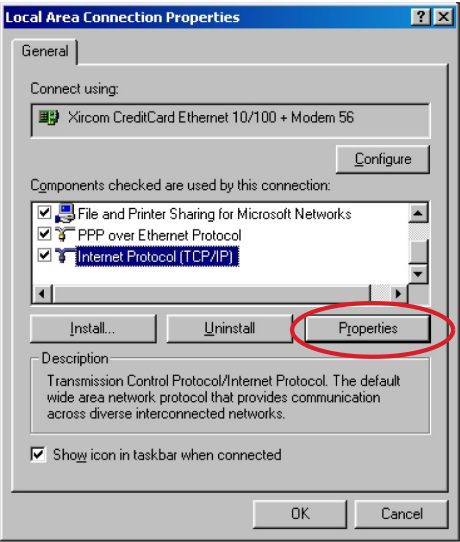 Local Area Connection Properties
General
Connect using:
Xircom CreditCard Ethernet 10/100 + Modem 56
Configure
Components checked are used by this connection:
File and Printer Sharing for Microsoft Networks
PPP over Ethernet Protocol
Internet Protocol (TCP/IP)
Install... Uninstall Properties
Description
Transmission Control Protocol/Internet Protocol. The default
wide area network protocol that provides communication
across diverse interconnected networks.
Show icon in taskbar when connected
OK Cancel